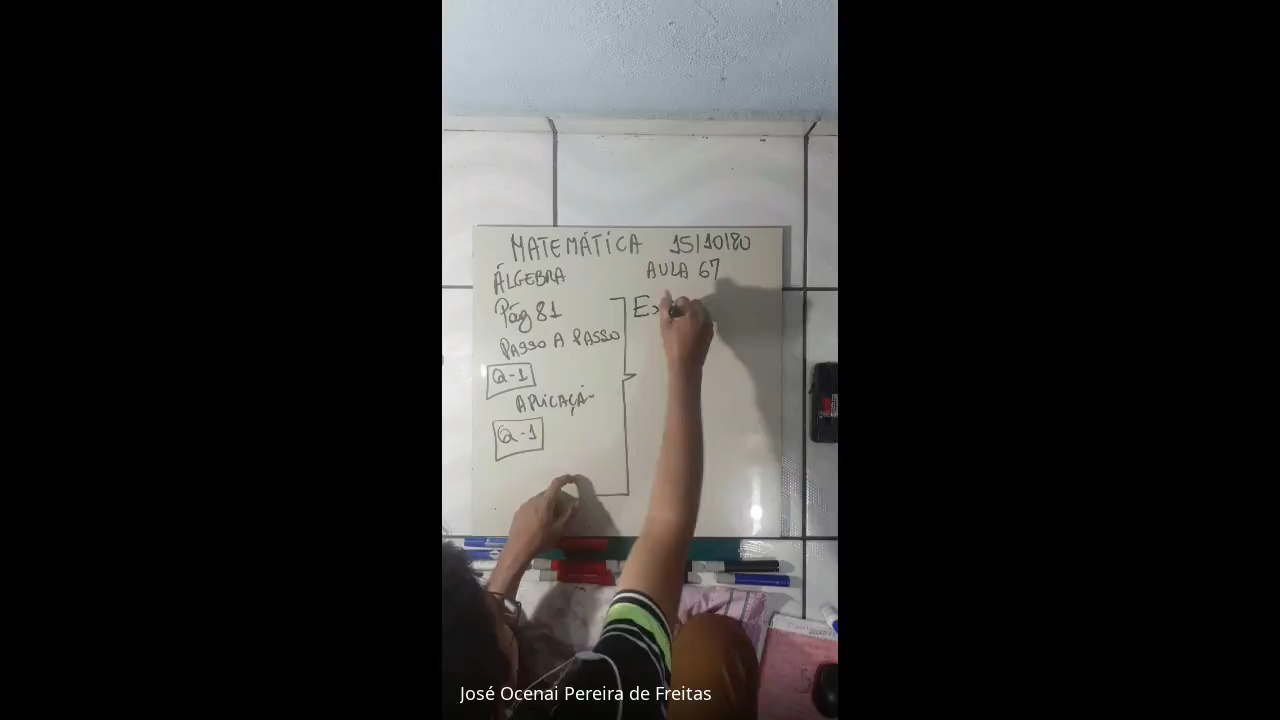 MATEMÁTICA 15/10/80
ÁLGEBRA AULA 67
Pág 81
PASSO A PASSO
Q-1
APLICAÇÃ
Q-1
Ex
José Ocenai Pereira de Freitas